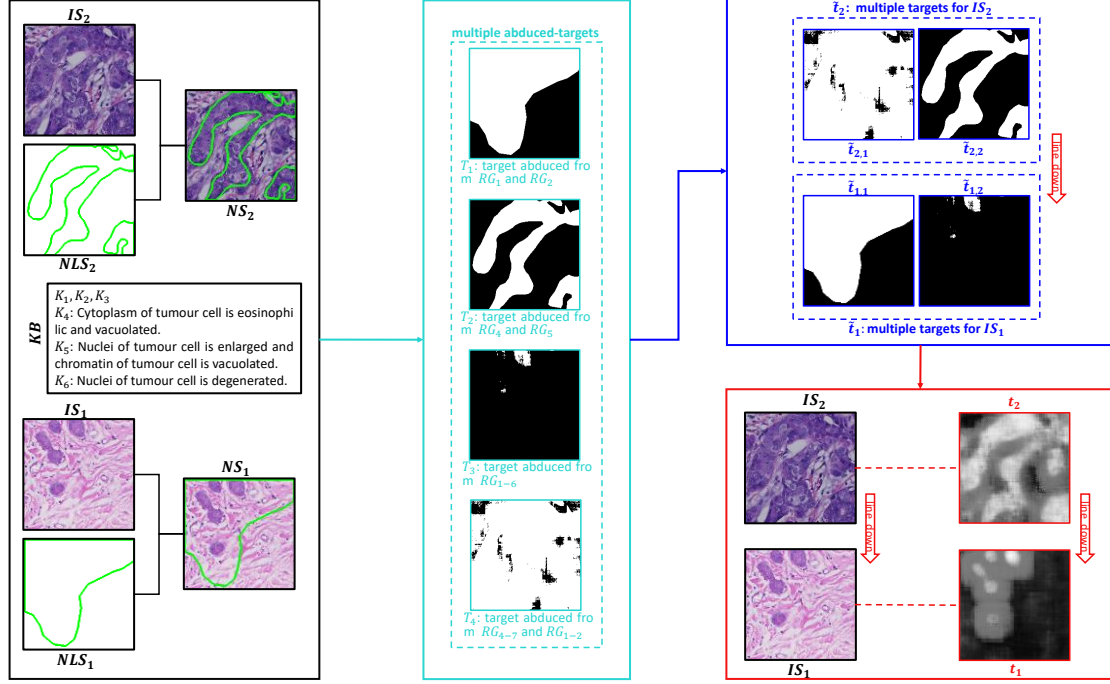 IS₂
NLS₂
NS₂
KB
K₁, K₂, K₃
K₄: Cytoplasm of tumour cell is eosinophi
lic and vacuolated.
K₅: Nuclei of tumour cell is enlarged and
chromatin of tumour cell is vacuolated.
K₆: Nuclei of tumour cell is degenerated.
IS₁
NS₁
NLS₁
multiple abduced-targets
T₁: target abduced fro
m RG₁ and RG₂
T₂: target abduced fro
m RG₄ and RG₅
T₃: target abduced fro
m RG₁₋₆
T₄: target abduced fro
m RG₄₋₇ and RG₁₋₂
t̃₂: multiple targets for IS₂
t̃₂,₁
t̃₂,₂
line down
t̃₁,₁
t̃₁,₂
t̃₁: multiple targets for IS₁
IS₂
t₂
line down
line down
IS₁
t₁